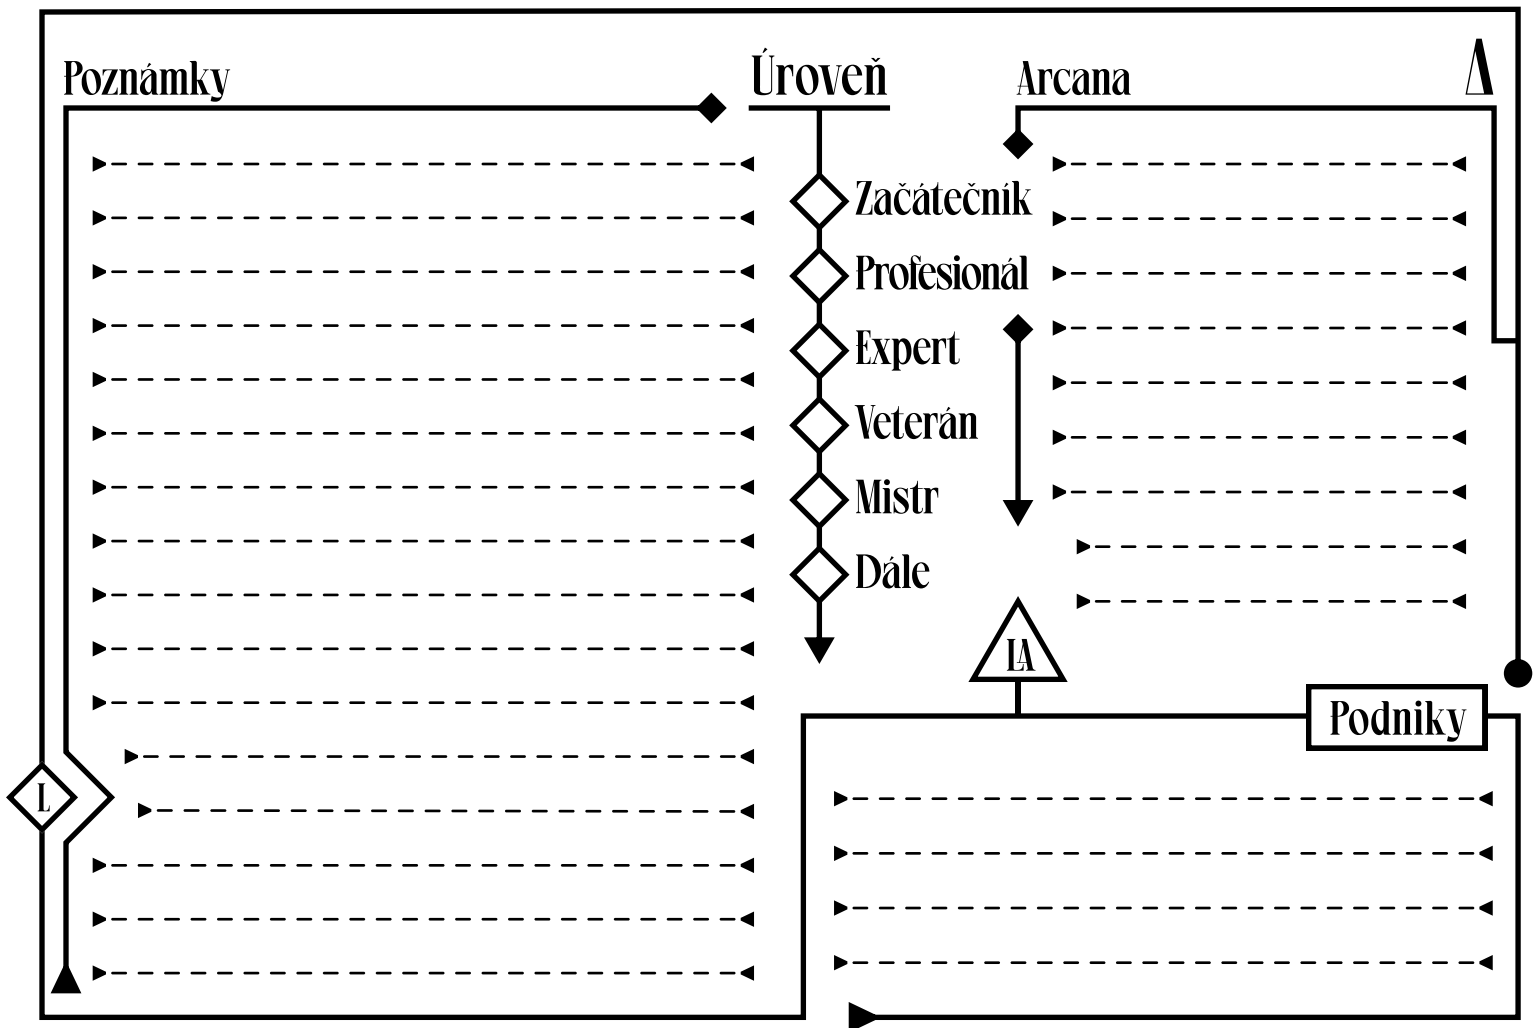 Poznámky
Úroveň
Začátečník
Profesionál
Expert
Veterán
Mistr
Dále
Arcana
Δ
LA
Podniky
L